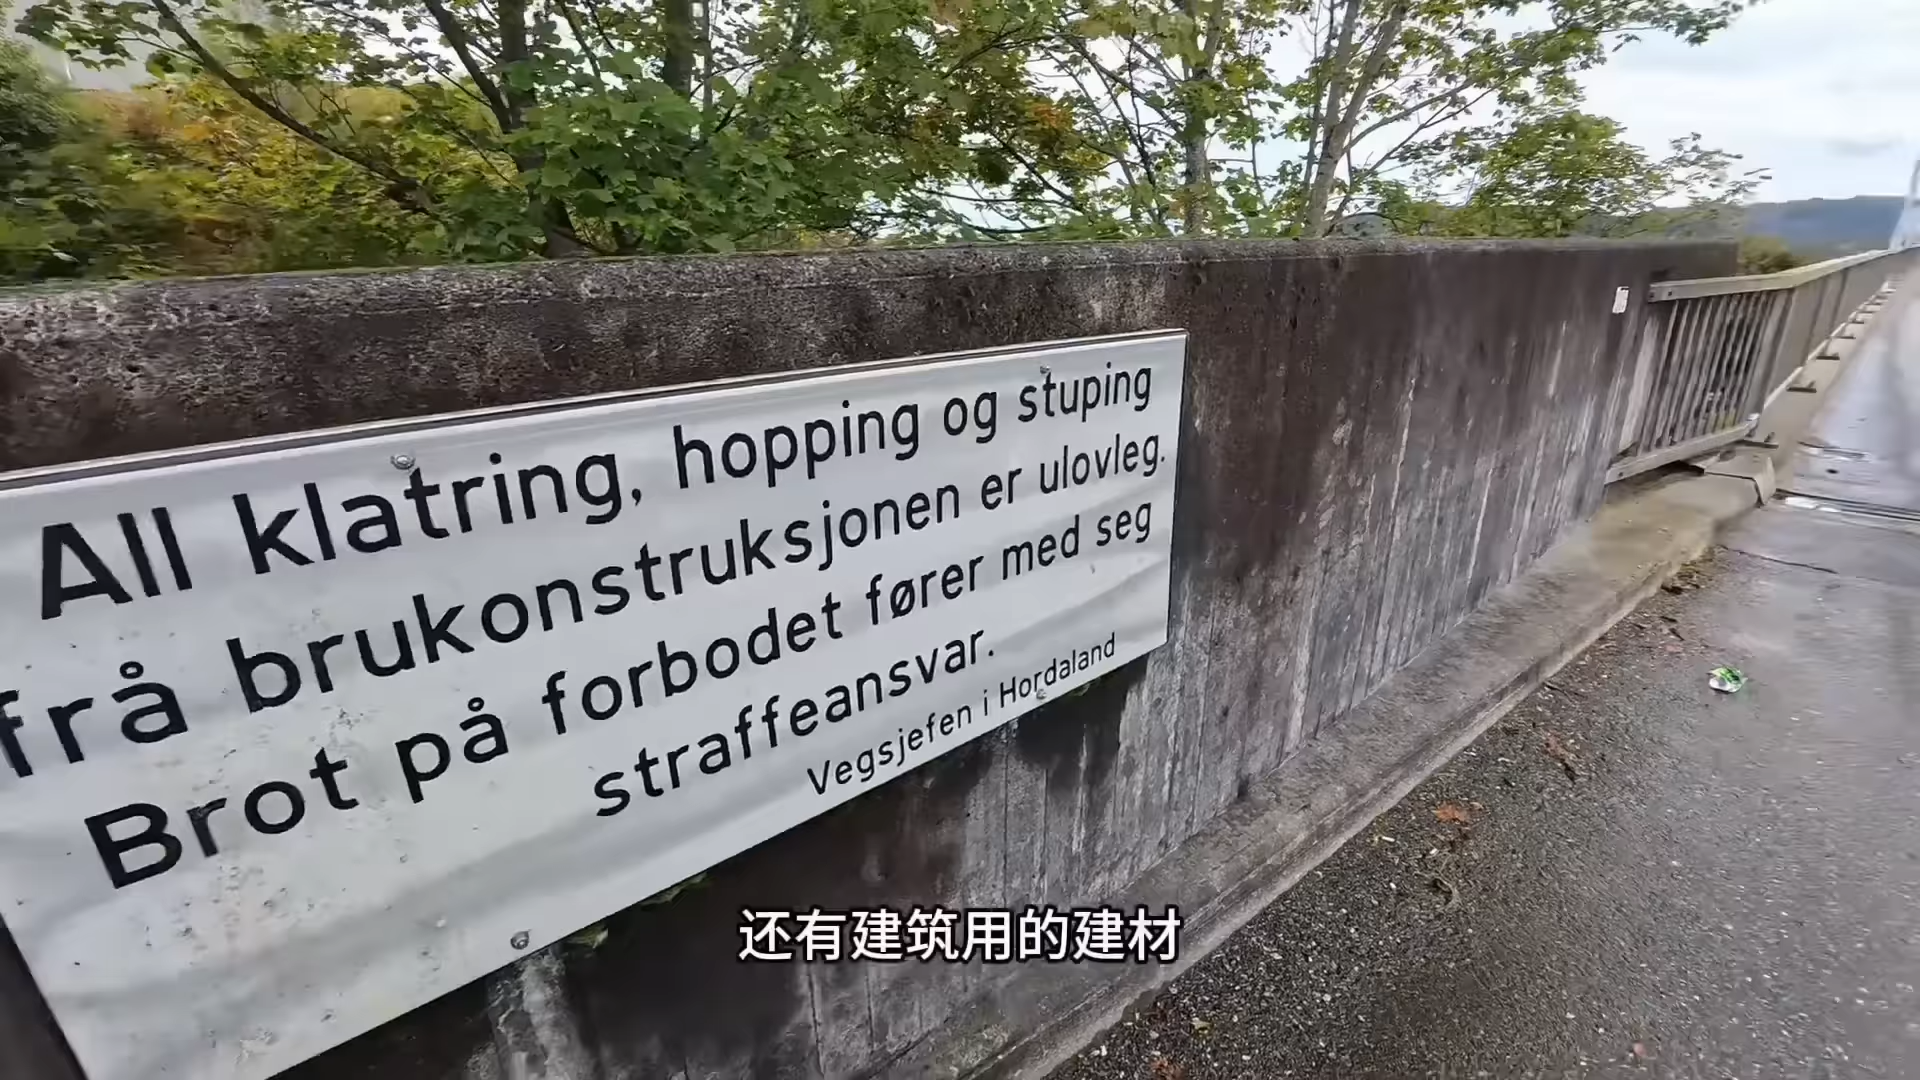 All klatring, hopping og stuping
frå brukonstruksjonen er ulovleg.
Brot på forbodet fører med seg
straffeansvar.
Vegsjefen i Hordaland
还有建筑用的建材